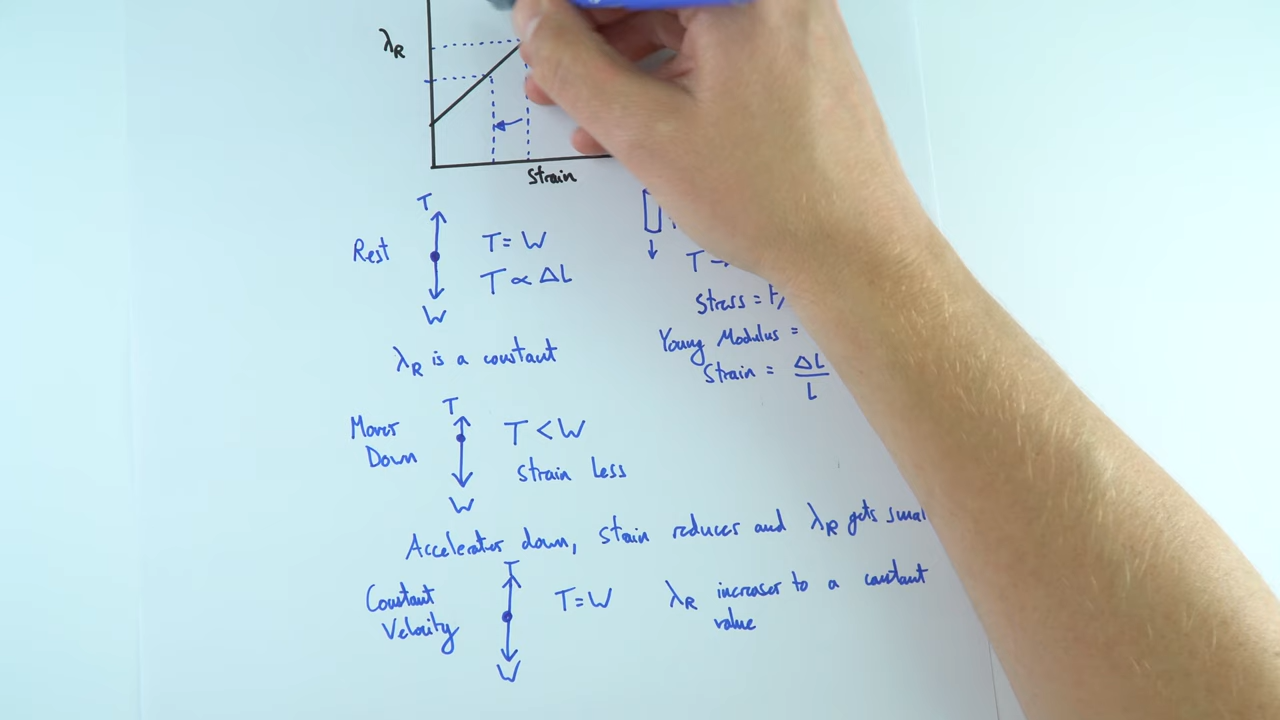 λR
Strain
T
Rest
T = W
T ∝ ΔL
W
T
Stress = F
λR is a constant
Young Modulus =
Strain = ΔL / L
T
Moves
Down
T < W
Strain Less
W
Accelerates down, Strain reduces and λR gets
T
Constant
Velocity
T = W
λR increases to a constant
value
W